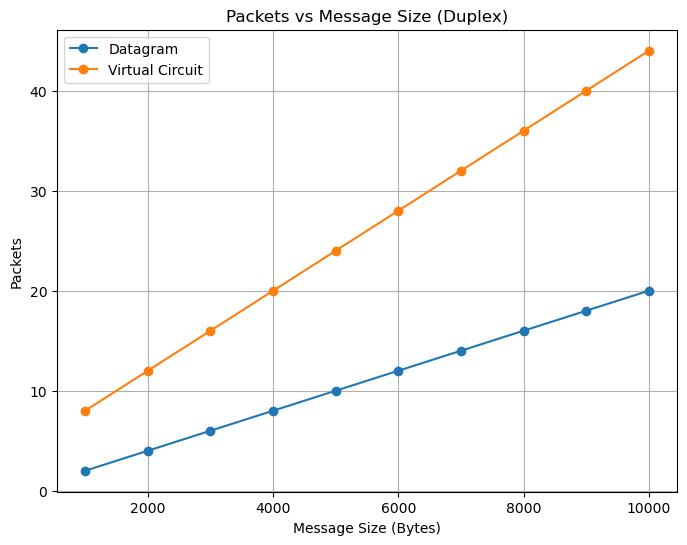 Packets vs Message Size (Duplex)
Datagram
Virtual Circuit
Packets
40
30
20
10
0
2000 4000 6000 8000 10000
Message Size (Bytes)